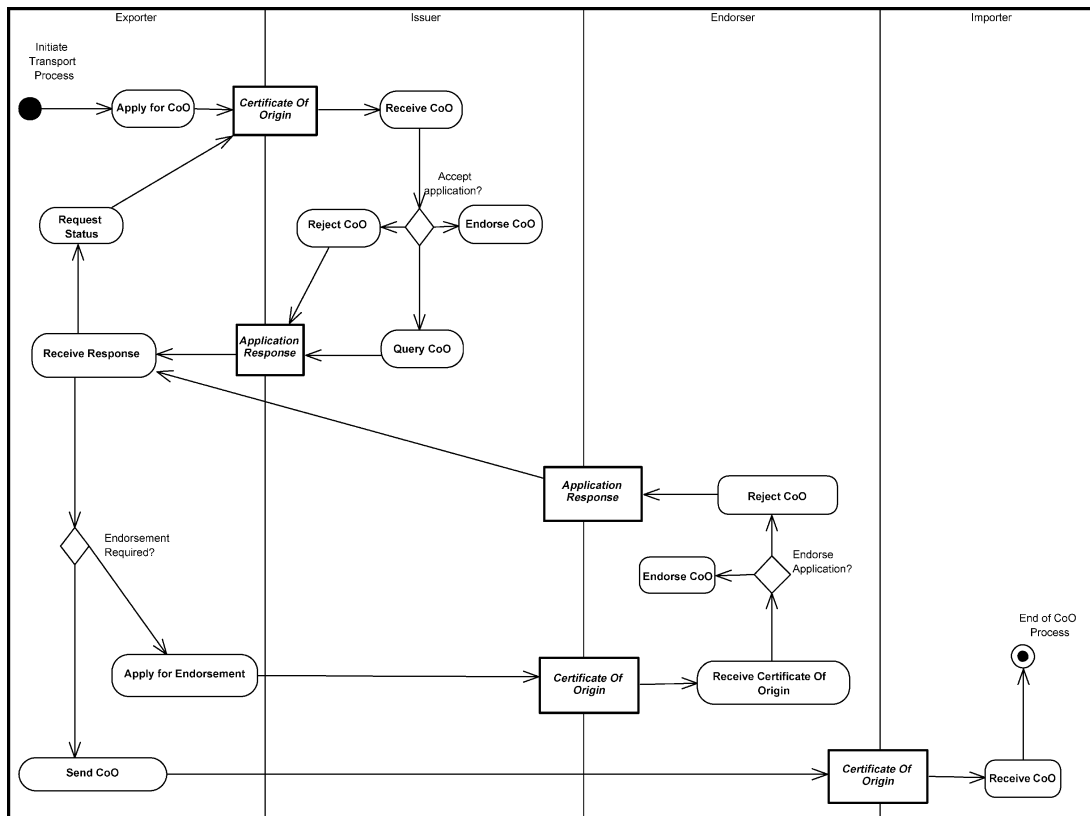 Exporter
Issuer
Endorser
Importer
Initiate
Transport
Process
Apply for CoO
Certificate Of
Origin
Receive CoO
Accept
application?
Request
Status
Reject CoO
Endorse CoO
Receive Response
Application
Response
Query CoO
Application
Response
Reject CoO
Endorsement
Required?
Endorse CoO
Endorse
Application?
End of CoO
Process
Apply for Endorsement
Certificate Of
Origin
Receive Certificate Of
Origin
Send CoO
Certificate Of
Origin
Receive CoO